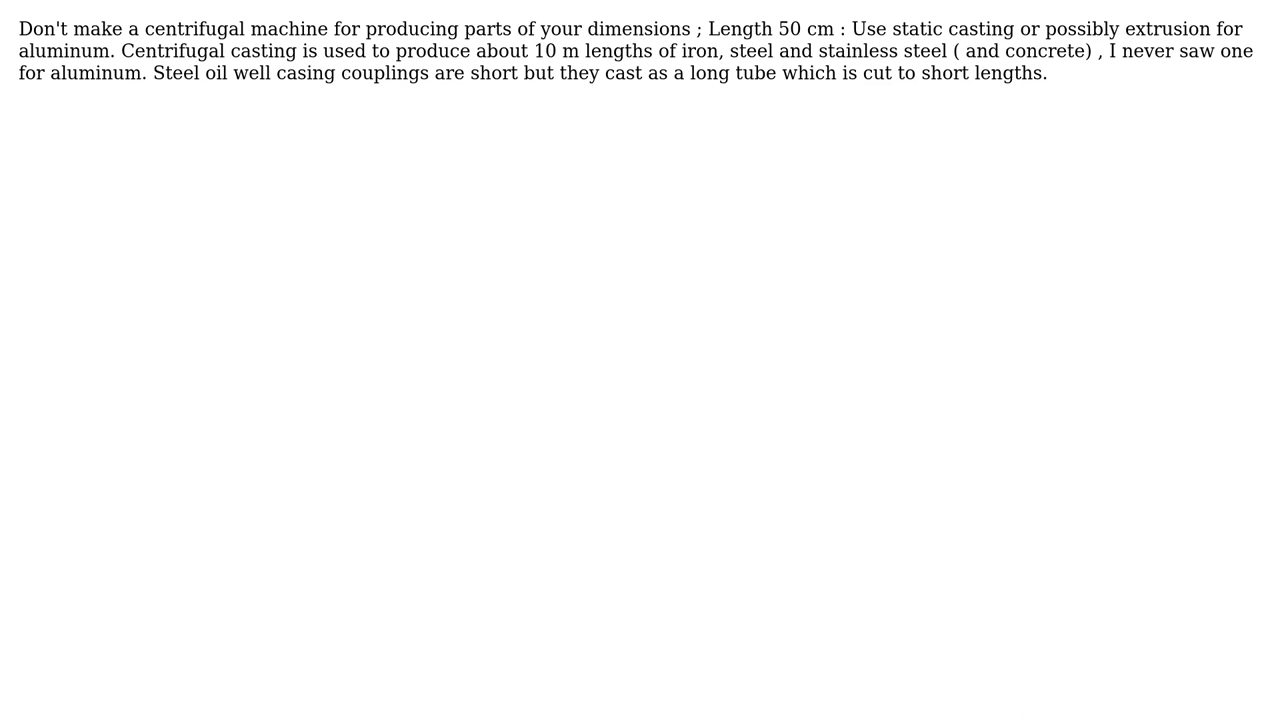 Don't make a centrifugal machine for producing parts of your dimensions ; Length 50 cm : Use static casting or possibly extrusion for
aluminum. Centrifugal casting is used to produce about 10 m lengths of iron, steel and stainless steel ( and concrete) , I never saw one
for aluminum. Steel oil well casing couplings are short but they cast as a long tube which is cut to short lengths.